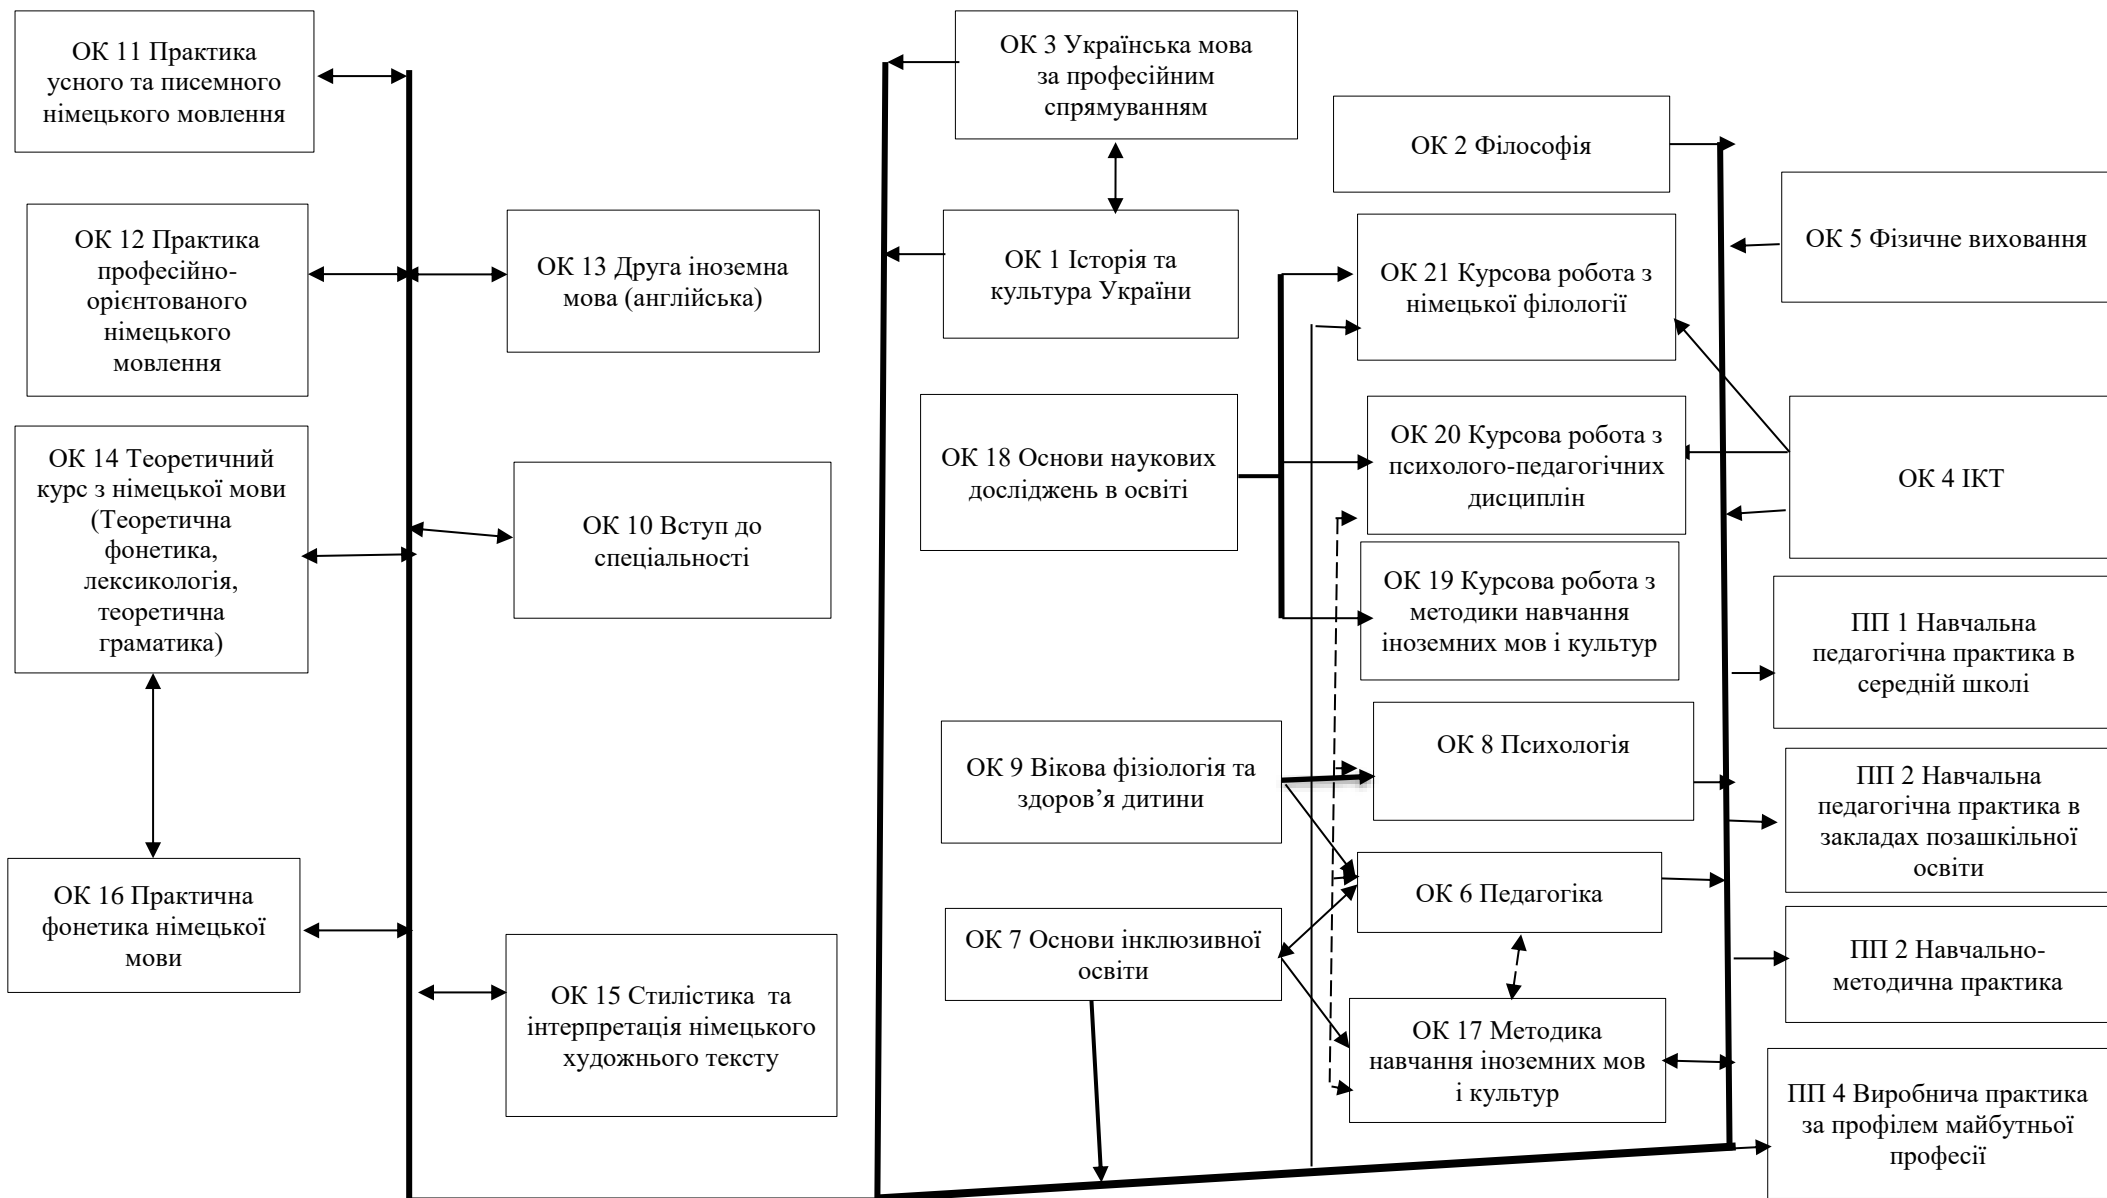 ОК 11 Практика
усного та писемного
німецького мовлення
ОК 12 Практика
професійно-
орієнтованого
німецького
мовлення
ОК 14 Теоретичний
курс з німецької мови
(Теоретична
фонетика,
лексикологія,
теоретична
граматика)
ОК 16 Практична
фонетика німецької
мови
ОК 13 Друга іноземна
мова (англійська)
ОК 10 Вступ до
спеціальності
ОК 15 Стилістика та
інтерпретація німецького
художнього тексту
ОК 3 Українська мова
за професійним
спрямуванням
ОК 1 Історія та
культура України
ОК 18 Основи наукових
досліджень в освіті
ОК 9 Вікова фізіологія та
здоров’я дитини
ОК 7 Основи інклюзивної
освіти
ОК 2 Філософія
ОК 21 Курсова робота з
німецької філології
ОК 20 Курсова робота з
психолого-педагогічних
дисциплін
ОК 19 Курсова робота з
методики навчання
іноземних мов і культур
ОК 8 Психологія
ОК 6 Педагогіка
ОК 17 Методика
навчання іноземних мов
і культур
ОК 5 Фізичне виховання
ОК 4 ІКТ
ПП 1 Навчальна
педагогічна практика в
середній школі
ПП 2 Навчальна
педагогічна практика в
закладах позашкільної
освіти
ПП 2 Навчально-
методична практика
ПП 4 Виробнича практика
за профілем майбутньої
професії